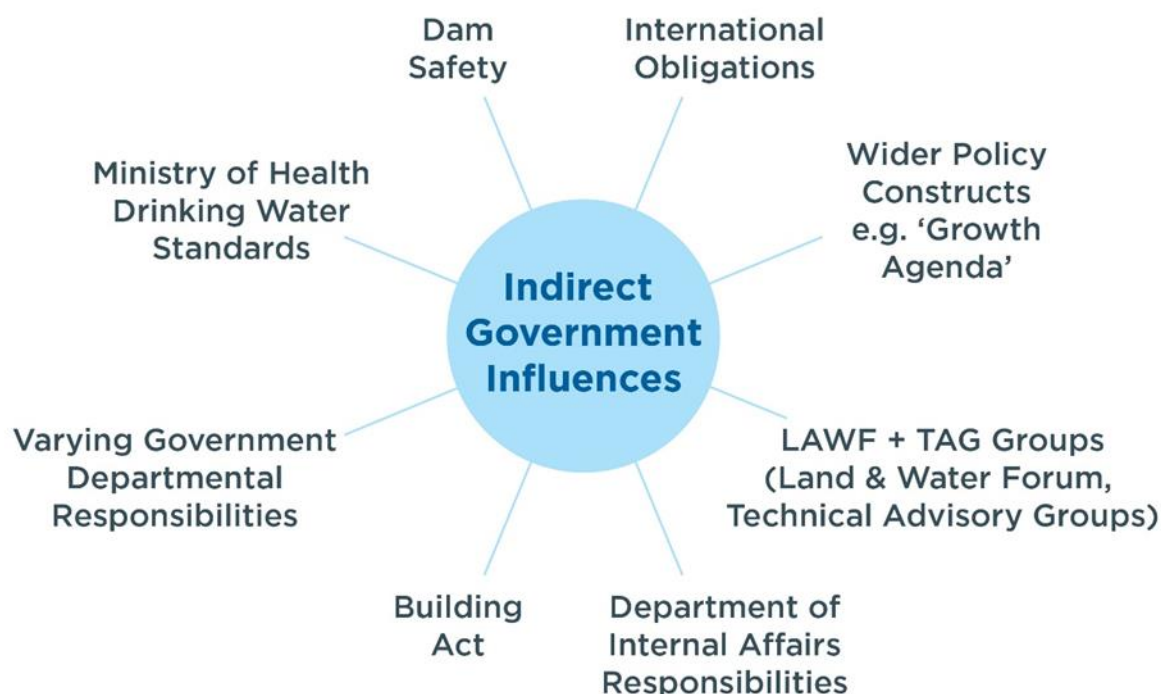 Dam
Safety
International
Obligations
Wider Policy
Constructs
e.g. ‘Growth
Agenda’
Ministry of Health
Drinking Water
Standards
Indirect
Government
Influences
Varying Government
Departmental
Responsibilities
LAWF + TAG Groups
(Land & Water Forum,
Technical Advisory Groups)
Building
Act
Department of
Internal Affairs
Responsibilities